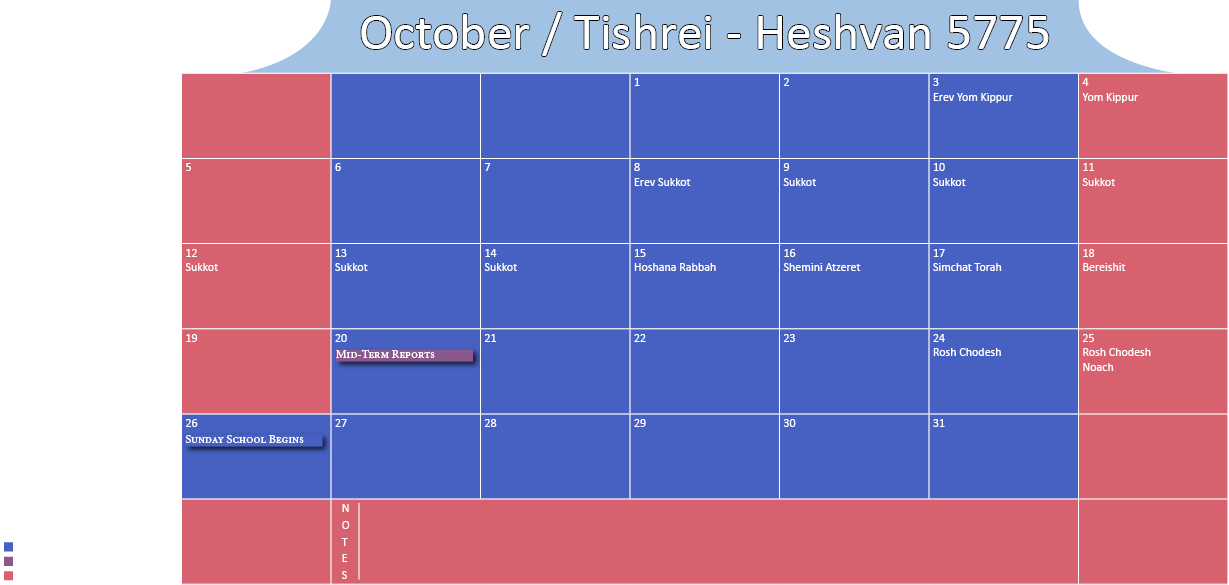 October / Tishrei - Heshvan 5775
1
2
3
Erev Yom Kippur
4
Yom Kippur
5
6
7
8
Erev Sukkot
9
Sukkot
10
Sukkot
11
Sukkot
12
Sukkot
13
Sukkot
14
Sukkot
15
Hoshana Rabbah
16
Shemini Atzeret
17
Simchat Torah
18
Bereishit
19
20
Mid-Term Reports
21
22
23
24
Rosh Chodesh
25
Rosh Chodesh
Noach
26
Sunday School Begins
27
28
29
30
31
N
O
T
E
S